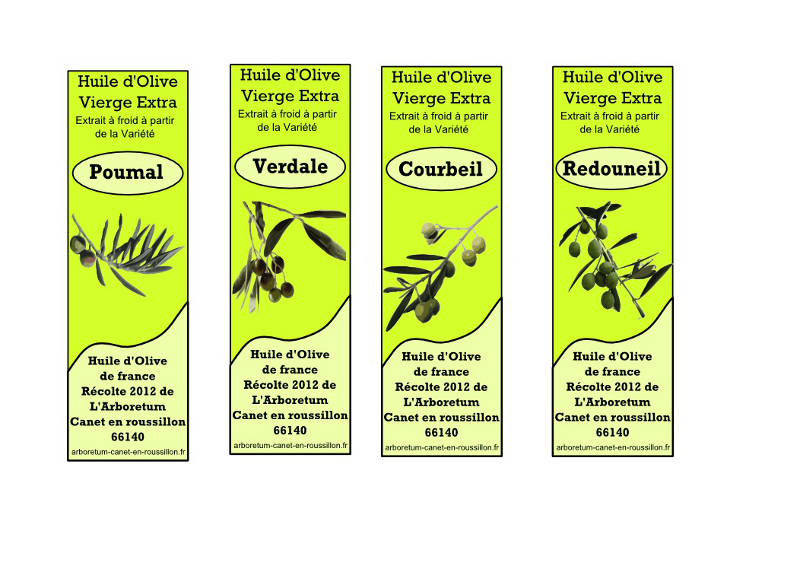 Huile d'Olive
Vierge Extra
Extrait à froid à partir
de la Variété
Poumal
Huile d'Olive
de france
Récolte 2012 de
L'Arboretum
Canet en roussillon
66140
arboretum-canet-en-roussillon.fr
Huile d'Olive
Vierge Extra
Extrait à froid à partir
de la Variété
Verdale
Huile d'Olive
de france
Récolte 2012 de
L'Arboretum
Canet en roussillon
66140
arboretum-canet-en-roussillon.fr
Huile d'Olive
Vierge Extra
Extrait à froid à partir
de la Variété
Courbeil
Huile d'Olive
de france
Récolte 2012 de
L'Arboretum
Canet en roussillon
66140
arboretum-canet-en-roussillon.fr
Huile d'Olive
Vierge Extra
Extrait à froid à partir
de la Variété
Redouneil
Huile d'Olive
de france
Récolte 2012 de
L'Arboretum
Canet en roussillon
66140
arboretum-canet-en-roussillon.fr